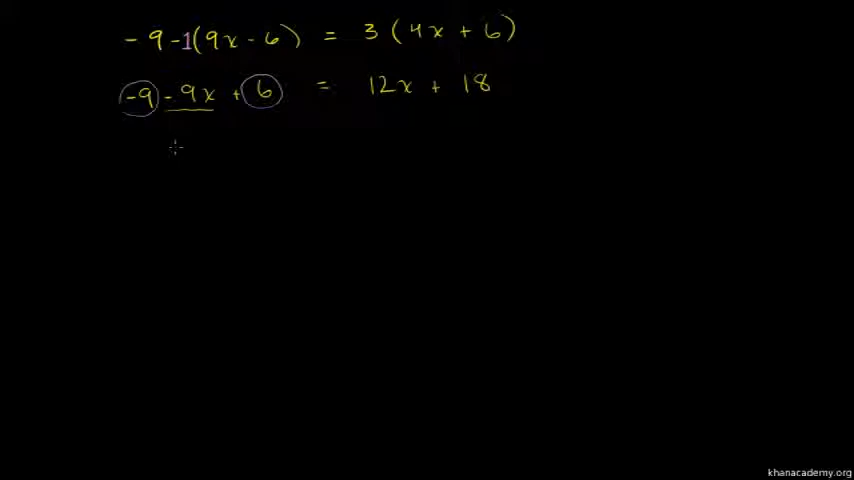 -9-1(9x-6) = 3(4x+6)
-9-9x+6 = 12x+18
khanacademy.org